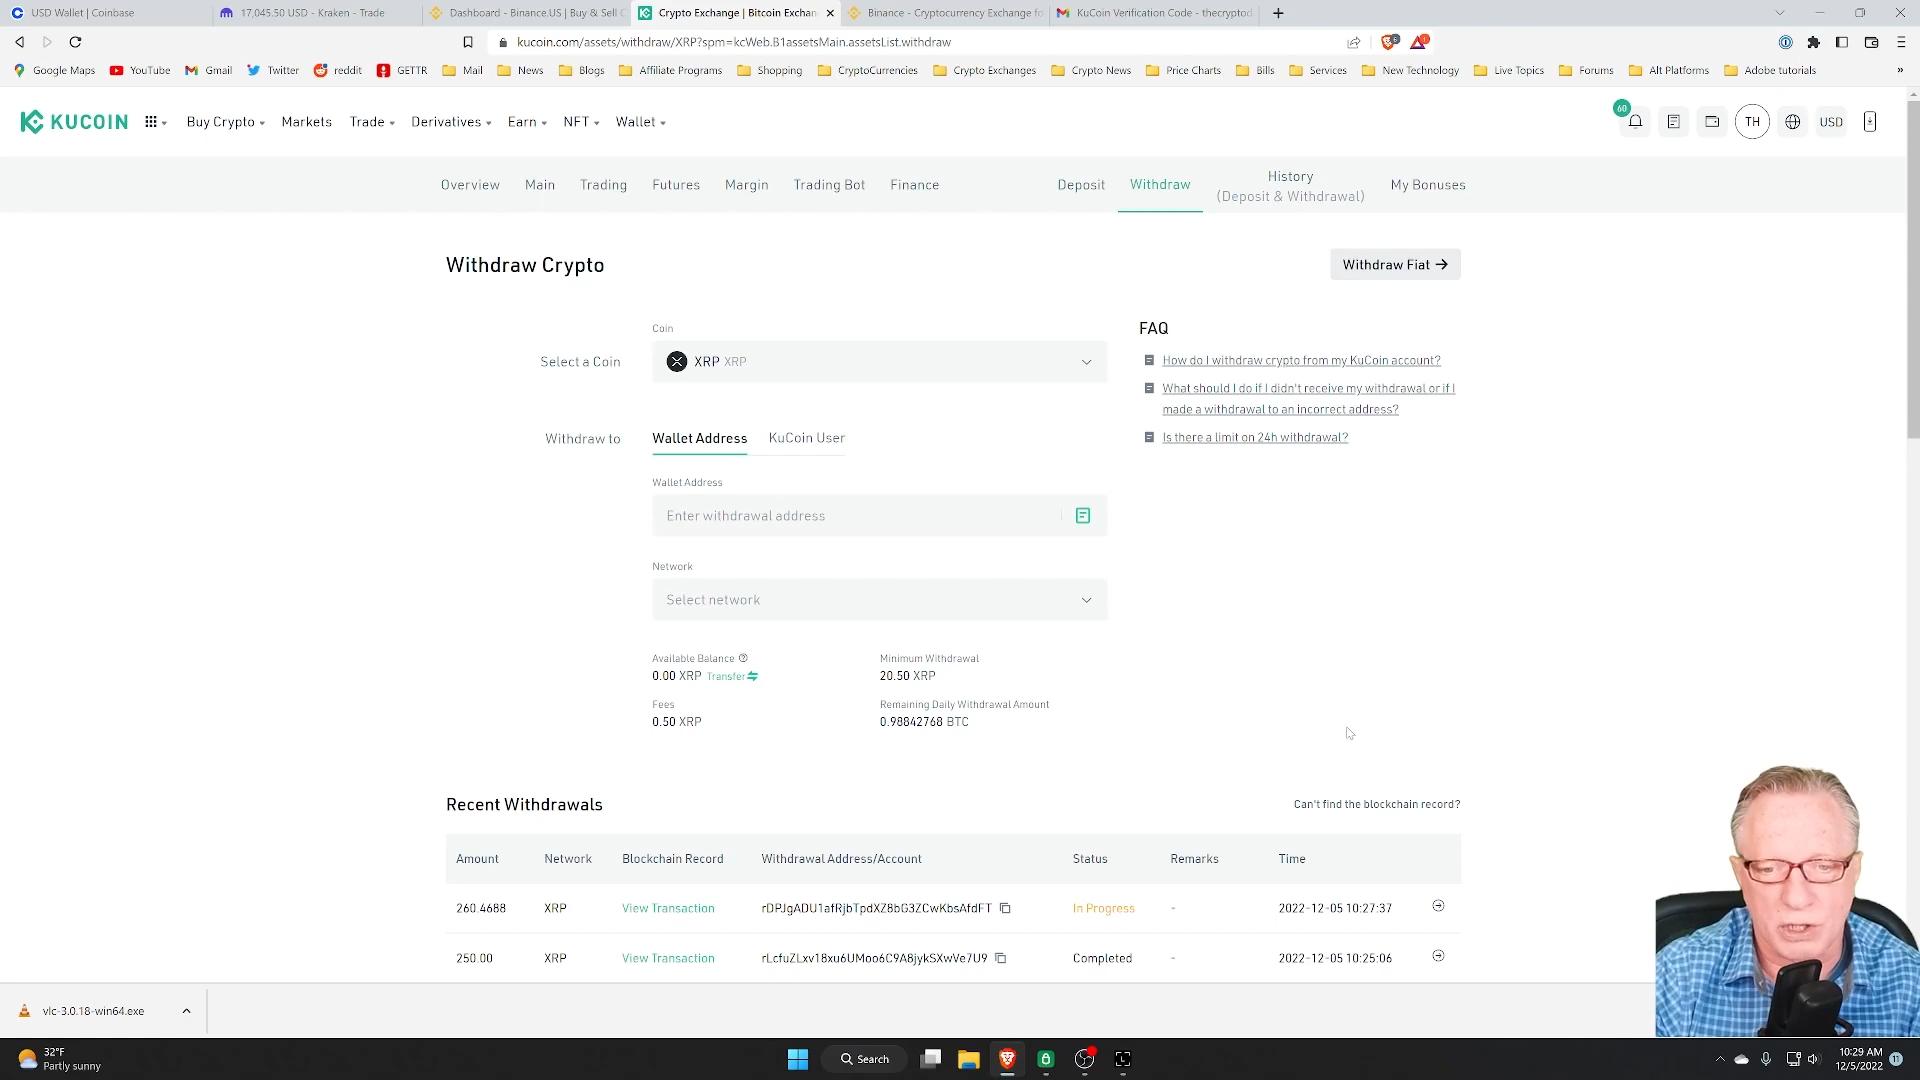 USD Wallet | Coinbase
17,045.50 USD - Kraken - Trade
Dashboard - Binance.US | Buy & Sell C
Crypto Exchange | Bitcoin Exchan
Binance - Cryptocurrency Exchange fo
KuCoin Verification Code - thecryptod
kucoin.com/assets/withdraw/XRP?spm=kcWeb.B1assetsMain.assetsList.withdraw
Google Maps YouTube Gmail Twitter reddit GETTR Mail News Blogs Affiliate Programs Shopping CryptoCurrencies Crypto Exchanges Crypto News Price Charts Bills Services New Technology Live Topics Forums Alt Platforms Adobe tutorials »
KUCOIN Buy Crypto Markets Trade Derivatives Earn NFT Wallet 60 TH USD
Overview Main Trading Futures Margin Trading Bot Finance Deposit Withdraw History My Bonuses
(Deposit & Withdrawal)
Withdraw Crypto
Withdraw Fiat →
Coin
Select a Coin
XRP XRP
FAQ
How do I withdraw crypto from my KuCoin account?
What should I do if I didn't receive my withdrawal or if I
made a withdrawal to an incorrect address?
Is there a limit on 24h withdrawal?
Withdraw to
Wallet Address KuCoin User
Wallet Address
Enter withdrawal address
Network
Select network
Available Balance
0.00 XRP Transfer
Minimum Withdrawal
20.50 XRP
Fees
0.50 XRP
Remaining Daily Withdrawal Amount
0.98842768 BTC
Recent Withdrawals
Can't find the blockchain record?
Amount Network Blockchain Record Withdrawal Address/Account Status Remarks Time
260.4688 XRP View Transaction rDPJgADU1afRjbTpdXZ8bG3ZCwKbsAfdFT In Progress - 2022-12-05 10:27:37
250.00 XRP View Transaction rLcfuZLxv18xu6UMoo6C9A8jykSXwVe7U9 Completed - 2022-12-05 10:25:06
vlc-3.0.18-win64.exe
32°F
Partly sunny
Search
10:29 AM
12/5/2022
11